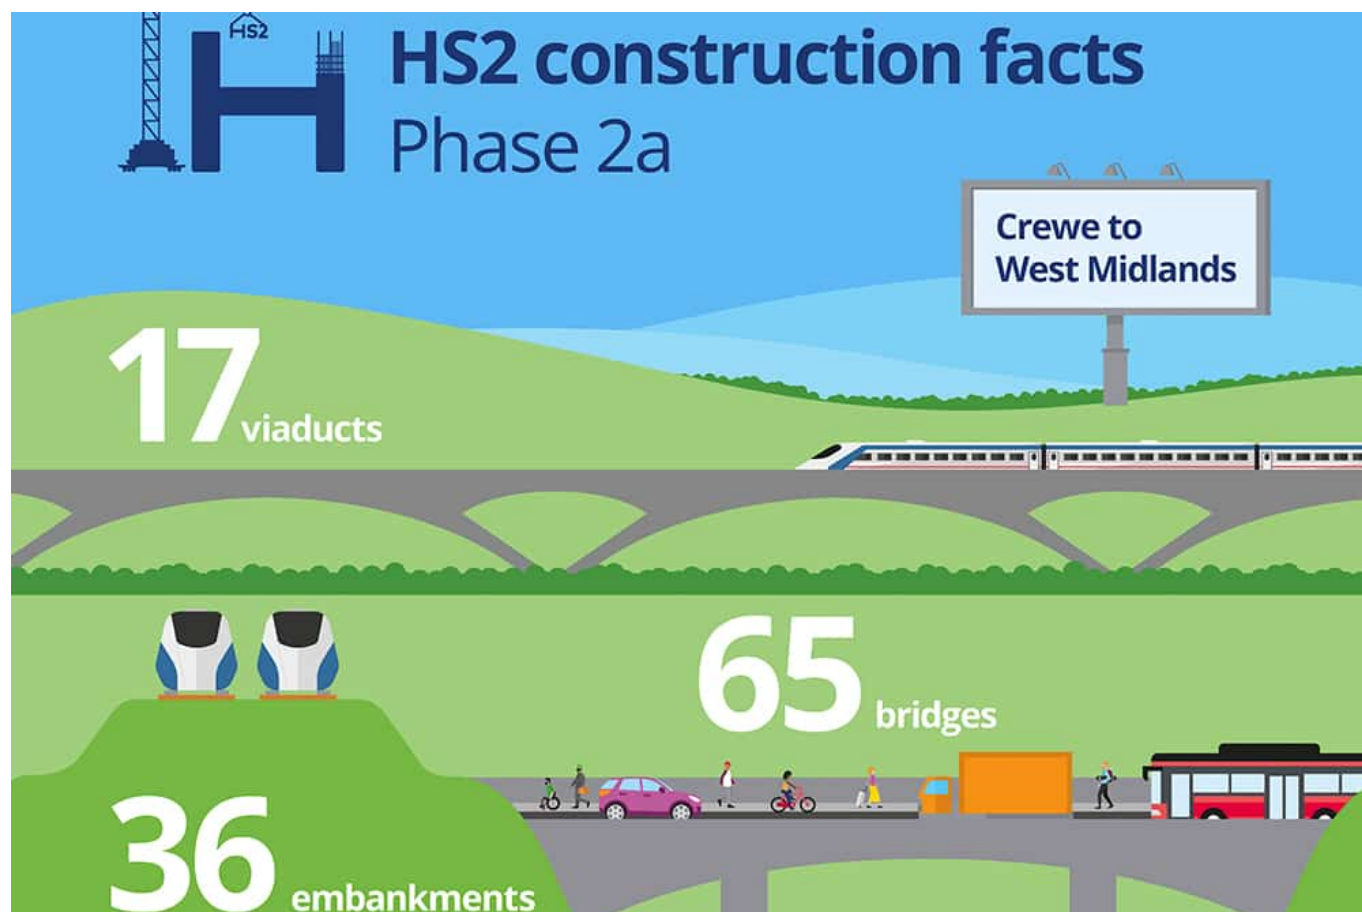 HS2
HS2 construction facts
Phase 2a
Crewe to
West Midlands
17 viaducts
65 bridges
36 embankments